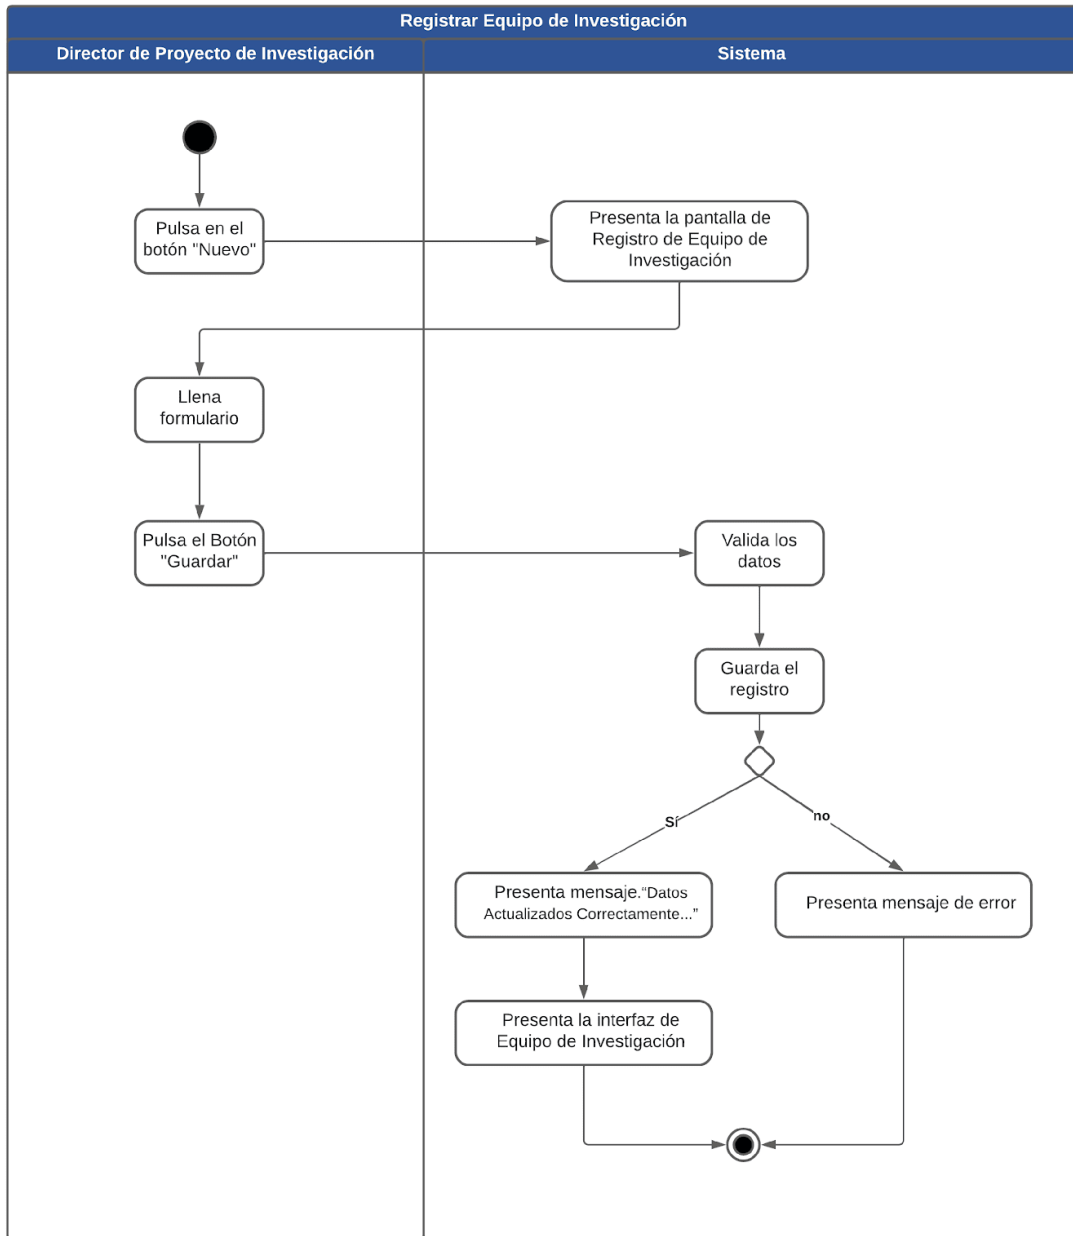 Registrar Equipo de Investigación
Director de Proyecto de Investigación
Sistema
Pulsa en el
botón "Nuevo"
Presenta la pantalla de
Registro de Equipo de
Investigación
Llena
formulario
Pulsa el Botón
"Guardar"
Valida los
datos
Guarda el
registro
Sí
no
Presenta mensaje.“Datos
Actualizados Correctamente...”
Presenta mensaje de error
Presenta la interfaz de
Equipo de Investigación